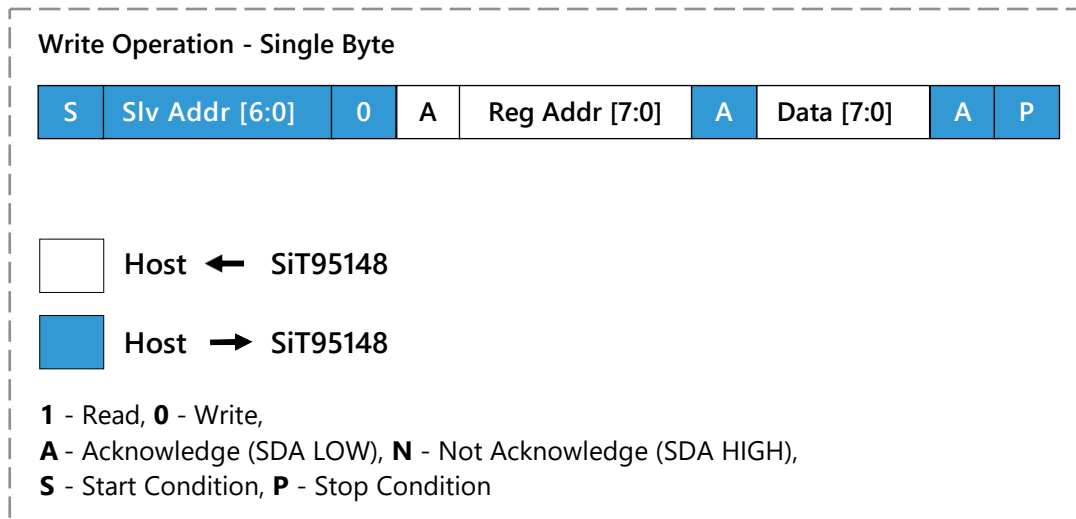 Write Operation - Single Byte
S Slv Addr [6:0] 0 A Reg Addr [7:0] A Data [7:0] A P
Host ← SiT95148
Host → SiT95148
1 - Read, 0 - Write,
A - Acknowledge (SDA LOW), N - Not Acknowledge (SDA HIGH),
S - Start Condition, P - Stop Condition